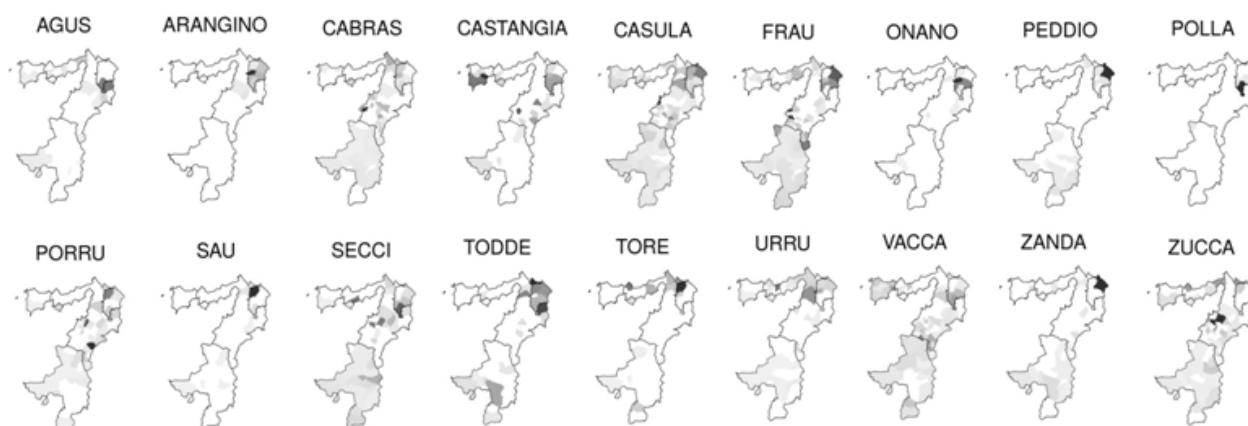 AGUS ARANGINO CABRAS CASTANGIA CASULA FRAU ONANO PEDDIO POLLA
PORRU SAU SECCI TODDE TORE URRU VACCA ZANDA ZUCCA